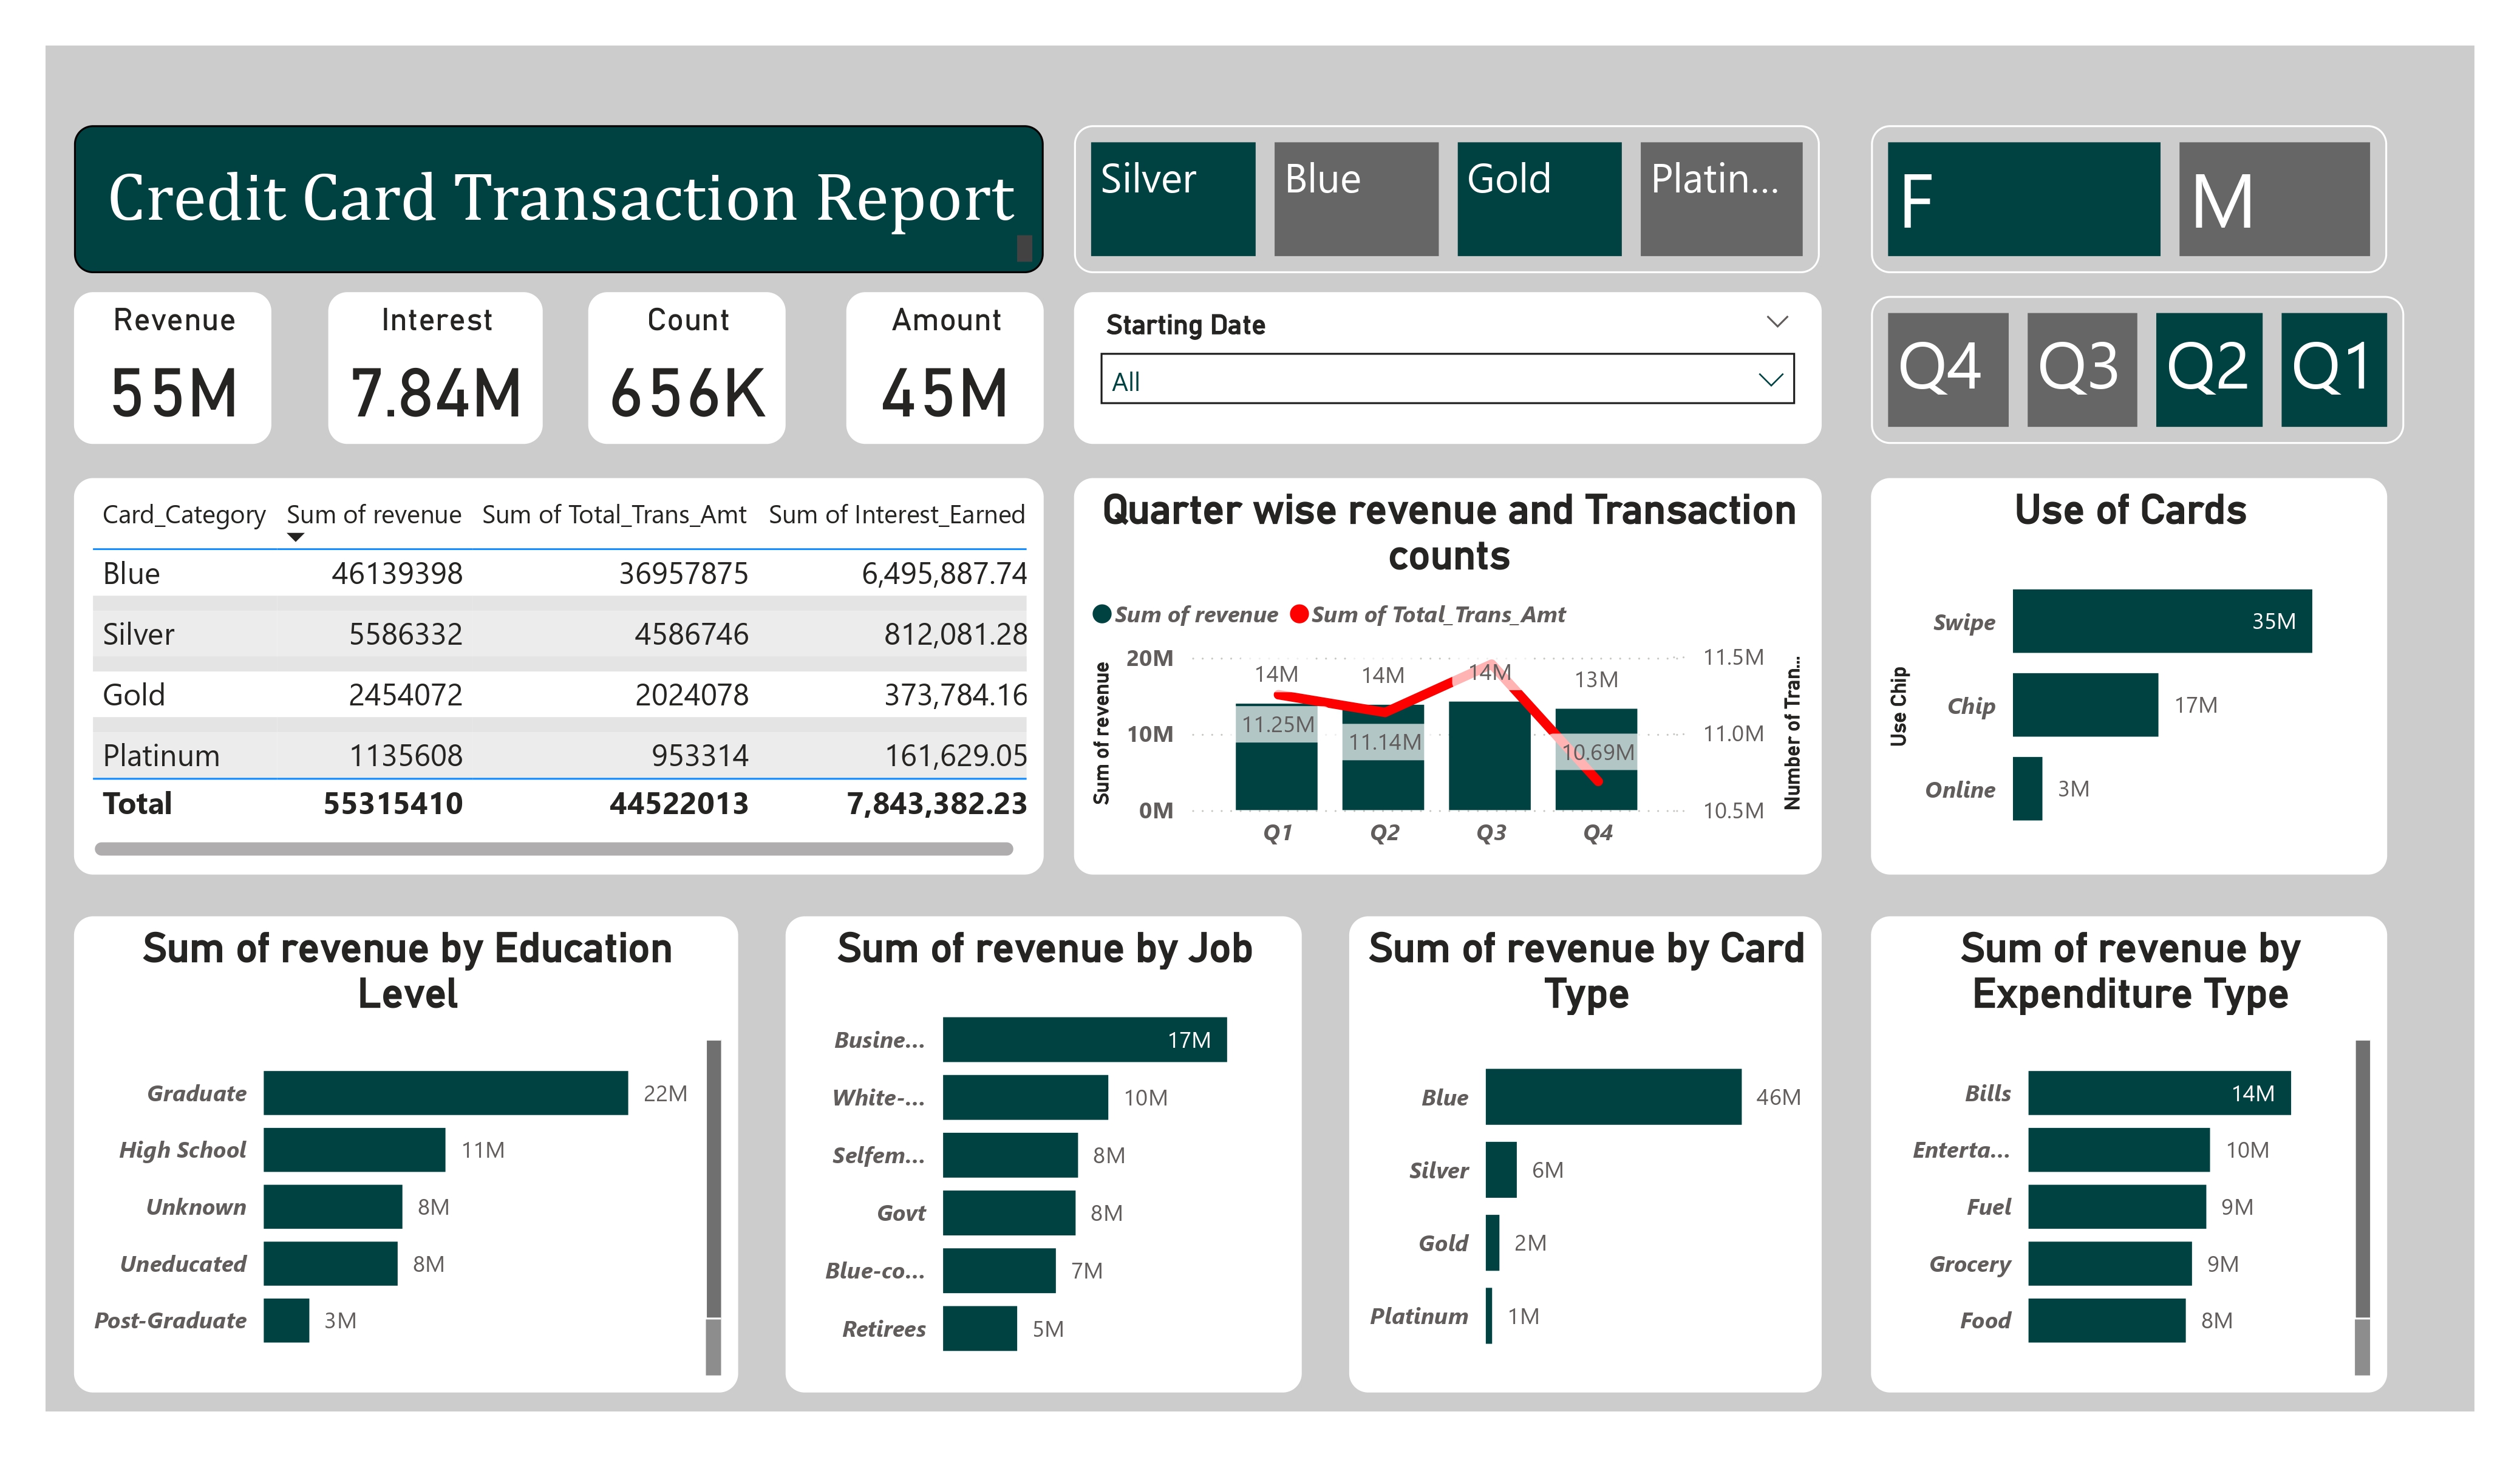 Credit Card Transaction Report
Silver
Blue
Gold
Platin...
F
M
Revenue
55M
Interest
7.84M
Count
656K
Amount
45M
Starting Date
All
Q4
Q3
Q2
Q1
Card_Category Sum of revenue Sum of Total_Trans_Amt Sum of Interest_Earned
Blue 46139398 36957875 6,495,887.74
Silver 5586332 4586746 812,081.28
Gold 2454072 2024078 373,784.16
Platinum 1135608 953314 161,629.05
Total 55315410 44522013 7,843,382.23
Quarter wise revenue and Transaction
counts
Sum of revenue Sum of Total_Trans_Amt
Sum of revenue
20M
10M
0M
14M
14M
14M
13M
11.25M
11.14M
10.69M
11.5M
11.0M
10.5M
Number of Tran...
Q1
Q2
Q3
Q4
Use of Cards
Use Chip
Swipe 35M
Chip 17M
Online 3M
Sum of revenue by Education
Level
Graduate 22M
High School 11M
Unknown 8M
Uneducated 8M
Post-Graduate 3M
Sum of revenue by Job
Busine... 17M
White-... 10M
Selfem... 8M
Govt 8M
Blue-co... 7M
Retirees 5M
Sum of revenue by Card
Type
Blue 46M
Silver 6M
Gold 2M
Platinum 1M
Sum of revenue by
Expenditure Type
Bills 14M
Enterta... 10M
Fuel 9M
Grocery 9M
Food 8M